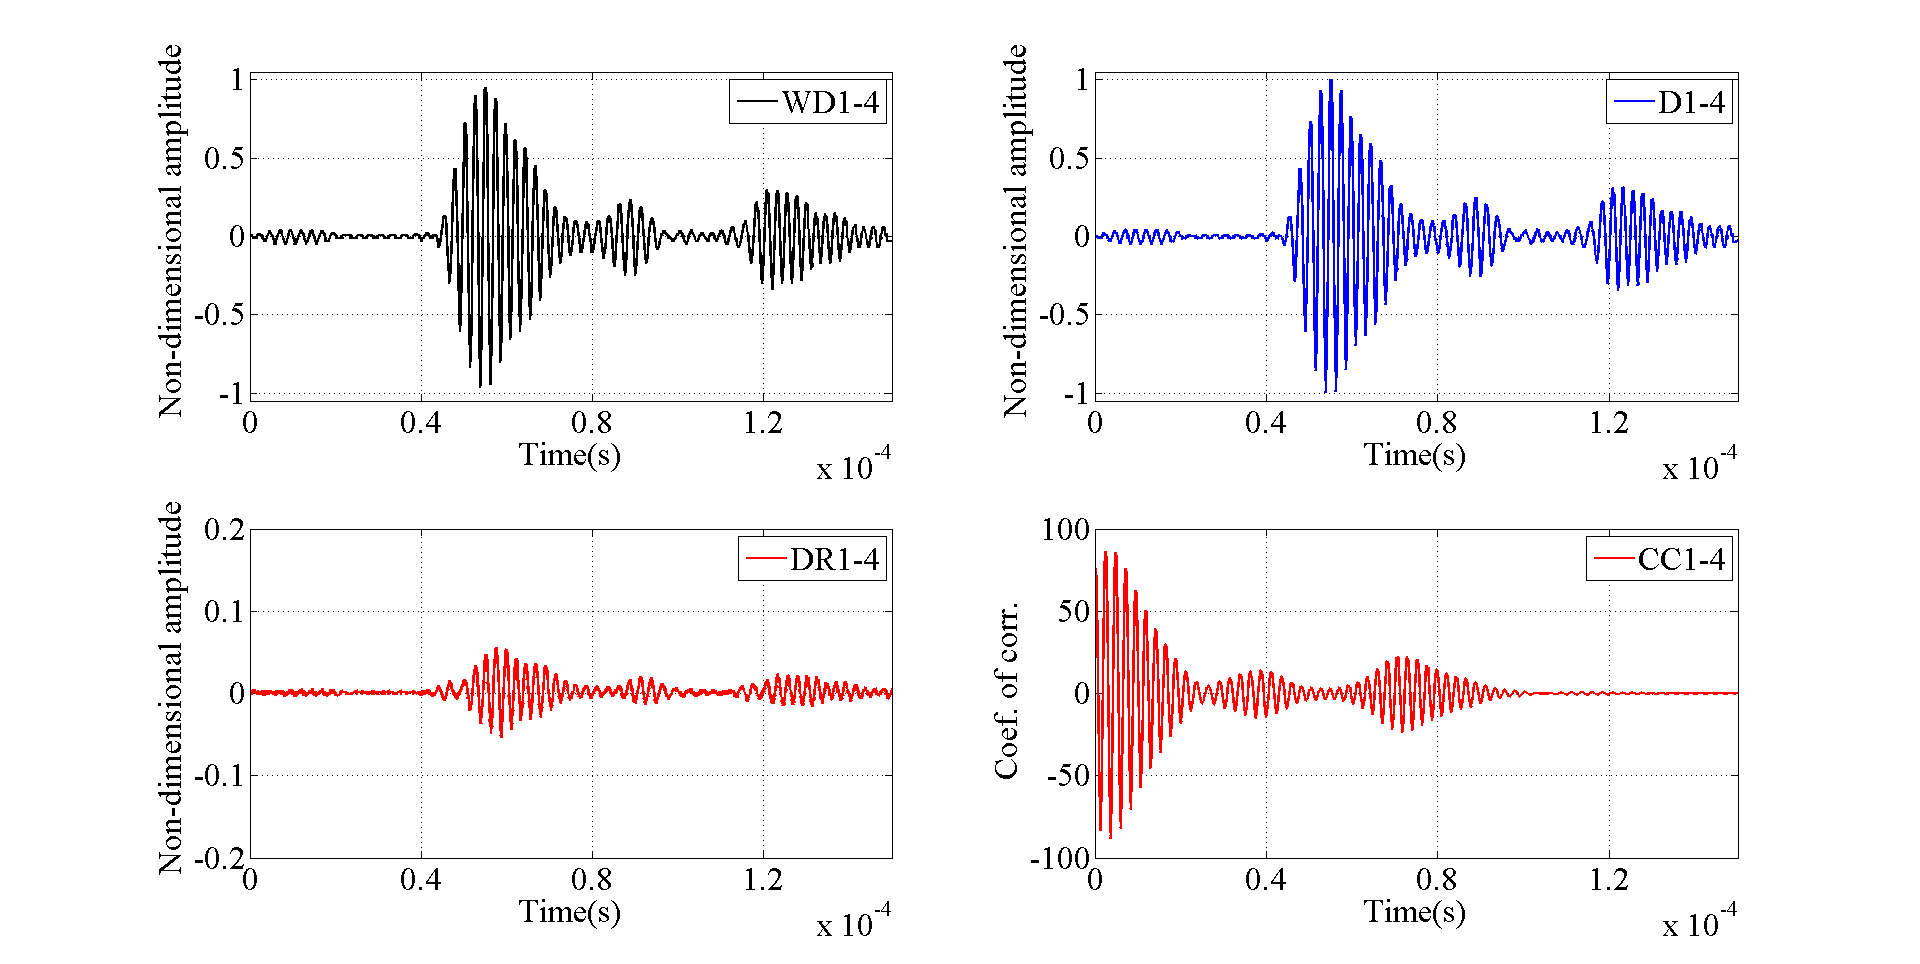 Non-dimensional amplitude
1
0.5
0
-0.5
-1
WD1-4
0 0.4 0.8 1.2
Time(s)
x 10-4
Non-dimensional amplitude
1
0.5
0
-0.5
-1
D1-4
0 0.4 0.8 1.2
Time(s)
x 10-4
Non-dimensional amplitude
0.2
0.1
0
-0.1
-0.2
DR1-4
0 0.4 0.8 1.2
Time(s)
x 10-4
Coef. of corr.
100
50
0
-50
-100
CC1-4
0 0.4 0.8 1.2
Time(s)
x 10-4